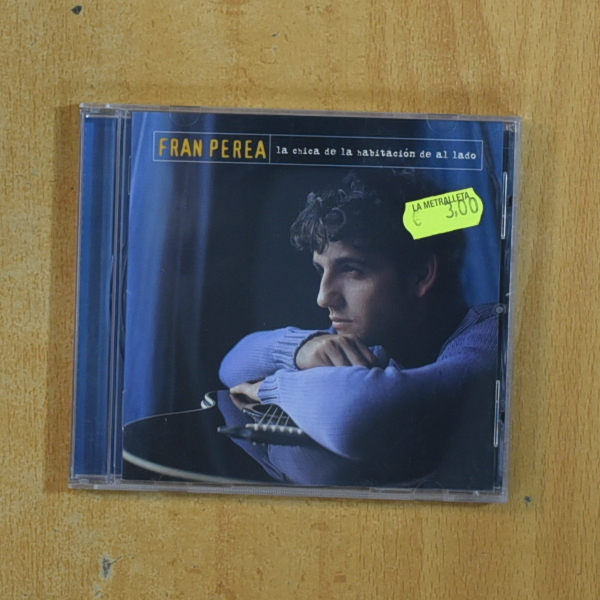 FRAN PEREA la chica de la habitación de al lado
LA METRALLETA
€ 3,00